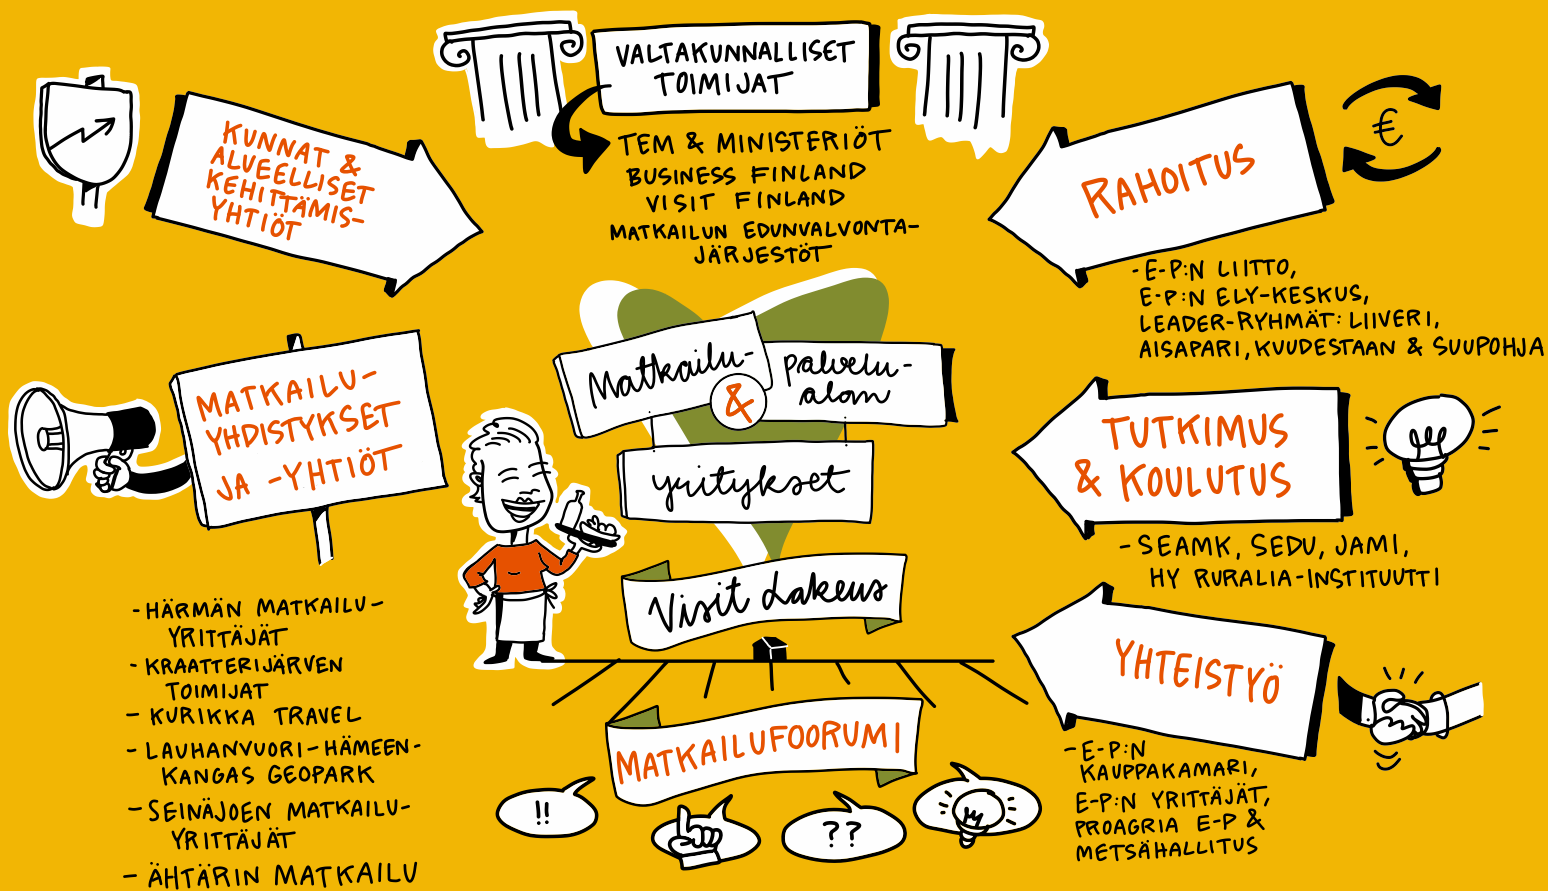 VALTAKUNNALLISET
TOIMIJAT
TEM & MINISTERIÖT
BUSINESS FINLAND
VISIT FINLAND
MATKAILUN EDUNVALVONTA-
JÄRJESTÖT
KUNNAT &
ALUEELLISET
KEHITTÄMIS-
YHTIÖT
RAHOITUS
€
- E-P:N LIITTO,
E-P:N ELY-KESKUS,
LEADER-RYHMÄT: LIIVERI,
AISAPARI, KUUDESTAAN & SUUPOHJA
MATKAILU-
YHDISTYKSET
JA -YHTIÖT
- HÄRMÄN MATKAILU-
YRITTÄJÄT
- KRAATTERIJÄRVEN
TOIMIJAT
- KURIKKA TRAVEL
- LAUHANVUORI-HÄMEEN-
KANGAS GEOPARK
- SEINÄJOEN MATKAILU-
YRITTÄJÄT
- ÄHTÄRIN MATKAILU
Matkailu-
&
palvelu-
alan
yritykset
Visit Lakeus
MATKAILUFOORUMI
!!
??
TUTKIMUS
& KOULUTUS
- SEAMK, SEDU, JAMI,
HY RURALIA-INSTITUUTTI
YHTEISTYÖ
- E-P:N
KAUPPAKAMARI,
E-P:N YRITTÄJÄT,
PROAGRIA E-P &
METSÄHALLITUS